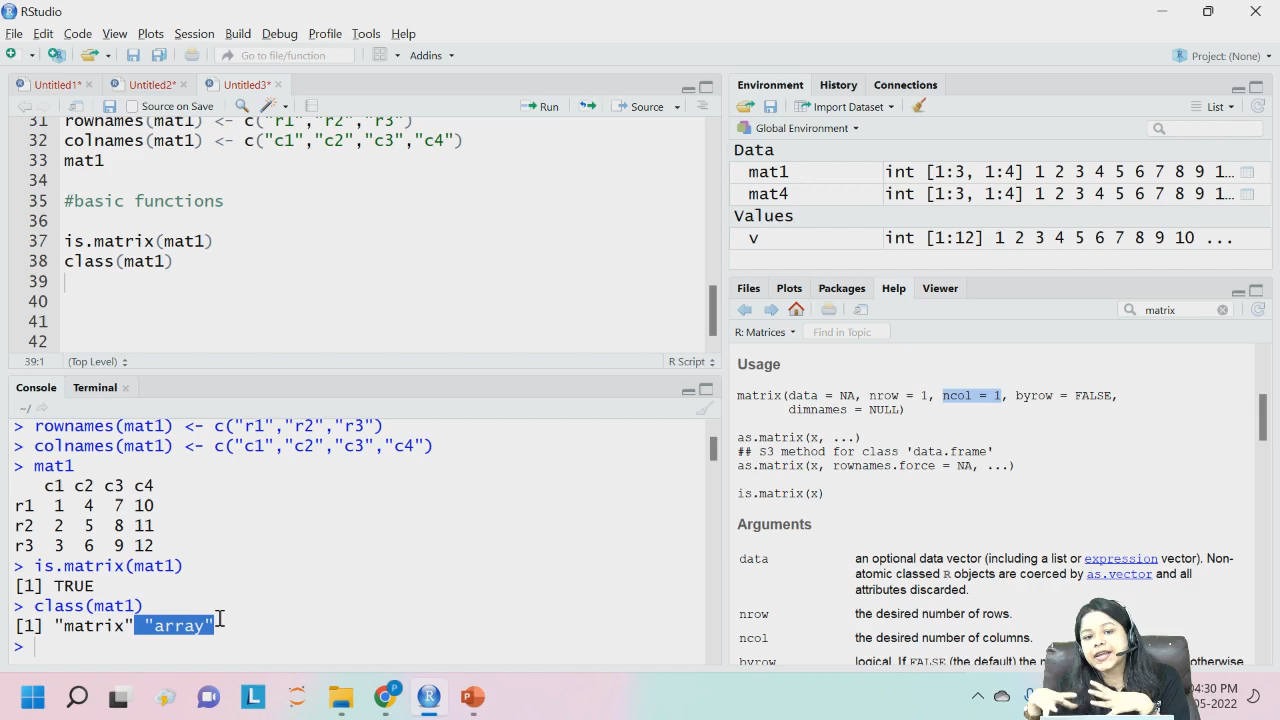 RStudio
File Edit Code View Plots Session Build Debug Profile Tools Help
Go to file/function Addins Project: (None)
Untitled1* Untitled2* Untitled3*
Source on Save Run Source
31 rownames(mat1) <- c("r1","r2","r3")
32 colnames(mat1) <- c("c1","c2","c3","c4")
33 mat1
34
35 #basic functions
36
37 is.matrix(mat1)
38 class(mat1)
39
40
41
42
39:1 (Top Level) R Script
Console Terminal
~/
> rownames(mat1) <- c("r1","r2","r3")
> colnames(mat1) <- c("c1","c2","c3","c4")
> mat1
c1 c2 c3 c4
r1 1 4 7 10
r2 2 5 8 11
r3 3 6 9 12
> is.matrix(mat1)
[1] TRUE
> class(mat1)
[1] "matrix" "array"
>
Environment History Connections
Import Dataset List
Global Environment
Data
mat1 int [1:3, 1:4] 1 2 3 4 5 6 7 8 9 1…
mat4 int [1:3, 1:4] 1 2 3 4 5 6 7 8 9 1…
Values
v int [1:12] 1 2 3 4 5 6 7 8 9 10 ...
Files Plots Packages Help Viewer
matrix
R: Matrices Find in Topic
Usage
matrix(data = NA, nrow = 1, ncol = 1, byrow = FALSE,
dimnames = NULL)
as.matrix(x, ...)
## S3 method for class 'data.frame'
as.matrix(x, rownames.force = NA, ...)
is.matrix(x)
Arguments
data an optional data vector (including a list or expression vector). Non-
atomic classed R objects are coerced by as.vector and all
attributes discarded.
nrow the desired number of rows.
ncol the desired number of columns.
byrow logical. If FALSE (the default) the otherwise
04:30 PM
05-2022